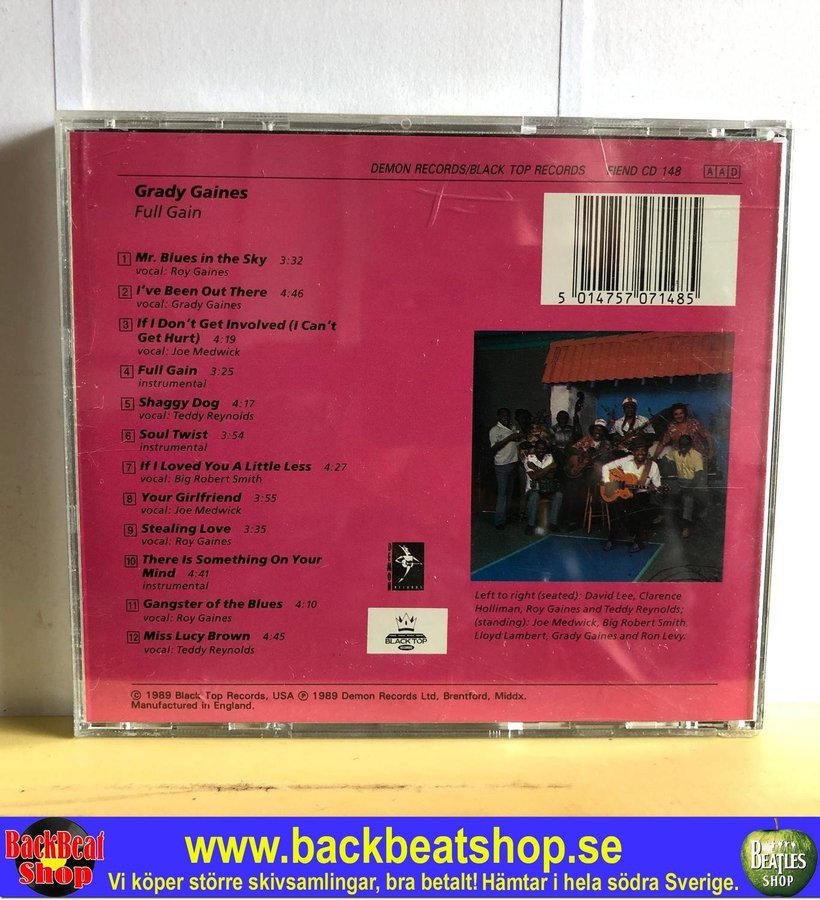 DEMON RECORDS/BLACK TOP RECORDS FIEND CD 148 AAD
Grady Gaines
Full Gain
1 Mr. Blues in the Sky 3:32
vocal: Roy Gaines
2 I've Been Out There 4:46
vocal: Grady Gaines
3 If I Don't Get Involved (I Can't
Get Hurt) 4:19
vocal: Joe Medwick
4 Full Gain 3:25
instrumental
5 Shaggy Dog 4:17
vocal: Teddy Reynolds
6 Soul Twist 3:54
instrumental
7 If I Loved You A Little Less 4:27
vocal: Big Robert Smith
8 Your Girlfriend 3:55
vocal: Joe Medwick
9 Stealing Love 3:35
vocal: Roy Gaines
10 There Is Something On Your
Mind 4:41
instrumental
11 Gangster of the Blues 4:10
vocal: Roy Gaines
12 Miss Lucy Brown 4:45
vocal: Teddy Reynolds
5 014757 071485
DEMON
RECORDS
BLACK TOP
RECORDS
Left to right (seated): David Lee, Clarence
Holliman, Roy Gaines and Teddy Reynolds;
(standing): Joe Medwick, Big Robert Smith,
Lloyd Lambert, Grady Gaines and Ron Levy.
© 1989 Black Top Records, USA ℗ 1989 Demon Records Ltd, Brentford, Middx.
Manufactured in England.
BackBeat
Shop
www.backbeatshop.se
Vi köper större skivsamlingar, bra betalt! Hämtar i hela södra Sverige.
BEATLES
SHOP